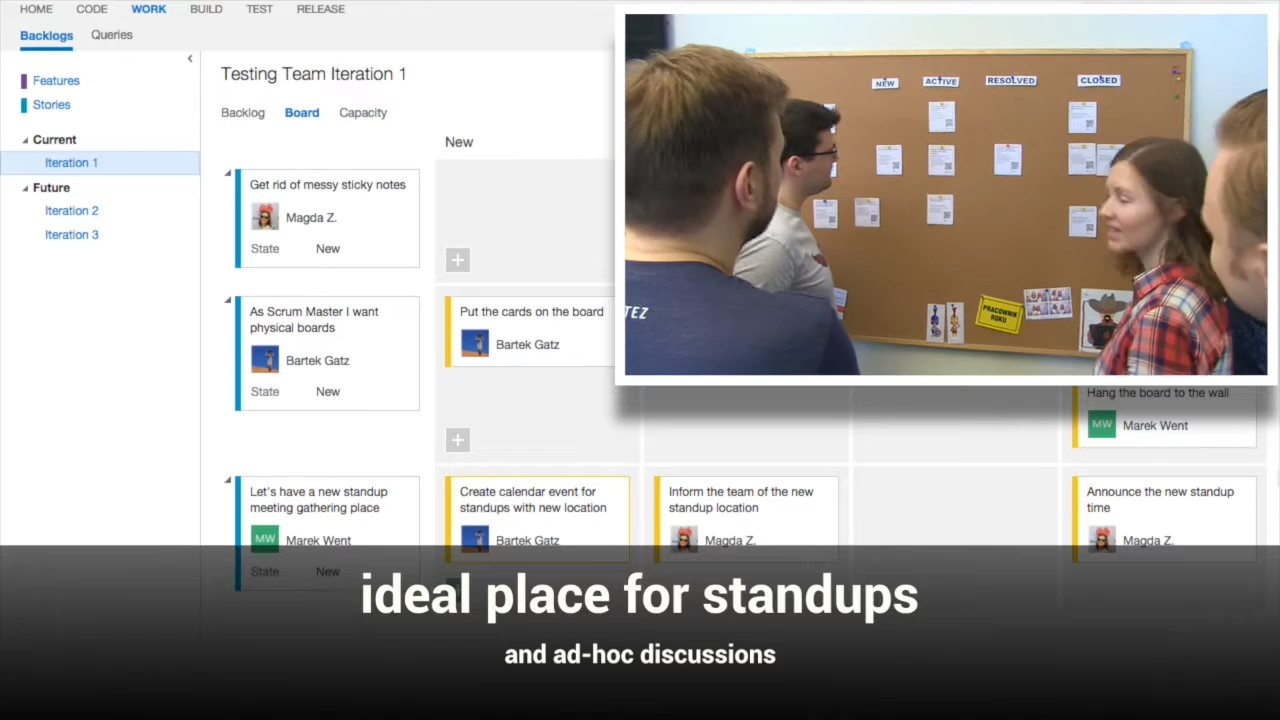 HOME CODE WORK BUILD TEST RELEASE
Backlogs Queries
Features
Stories
Current
Iteration 1
Future
Iteration 2
Iteration 3
Testing Team Iteration 1
Backlog Board Capacity
New
Get rid of messy sticky notes
Magda Z.
State New
As Scrum Master I want
physical boards
Bartek Gatz
State New
Put the cards on the board
Bartek Gatz
Hang the board to the wall
MW Marek Went
Let's have a new standup
meeting gathering place
MW Marek Went
State New
Create calendar event for
standups with new location
Bartek Gatz
Inform the team of the new
standup location
Magda Z.
Announce the new standup
time
Magda Z.
NEW ACTIVE RESOLVED CLOSED
PRACOWNIK
ROKU
TEZ
ideal place for standups
and ad-hoc discussions